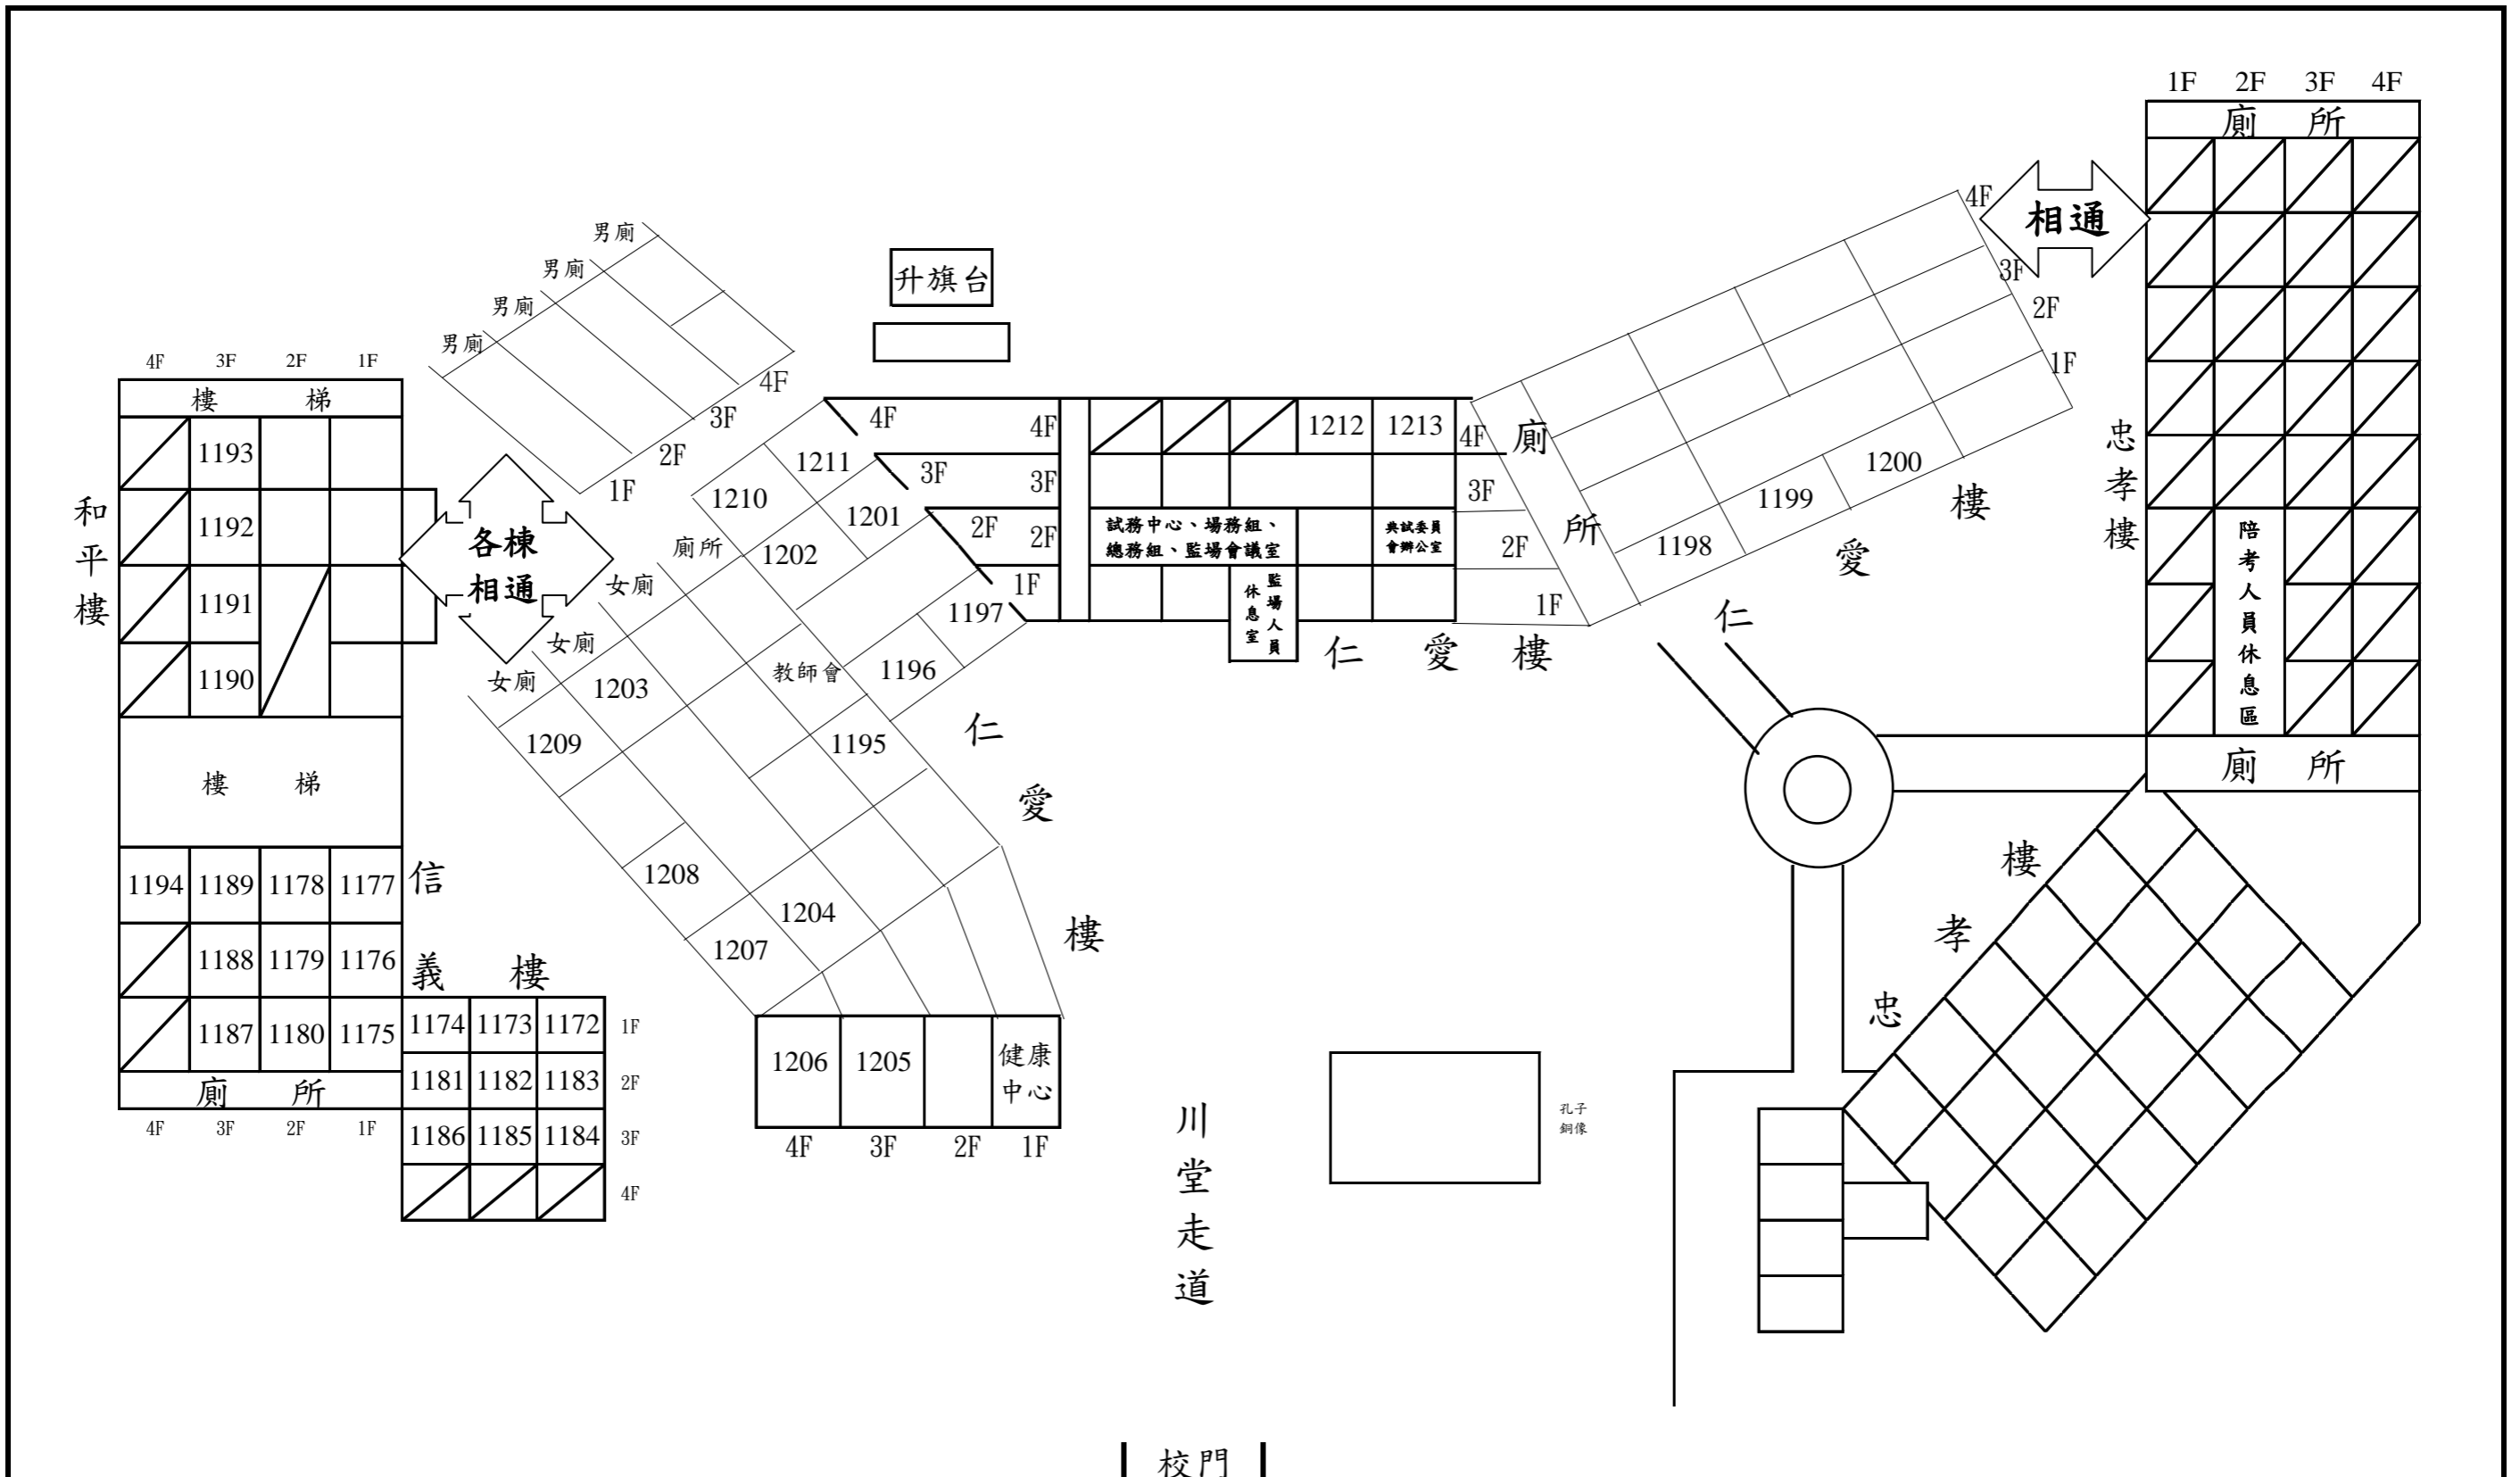 1F 2F 3F 4F
廁 所
相通
忠孝樓
陪考人員休息區
廁 所
男廁
男廁
男廁
男廁
4F
3F
2F
1F
升旗台
4F 3F 2F 1F
樓 梯
1193
1192
1191
1190
和平樓
各棟
相通
樓 梯
1194 1189 1178 1177
1188 1179 1176
1187 1180 1175
廁 所
4F 3F 2F 1F
信義樓
1174 1173 1172 1F
1181 1182 1183 2F
1186 1185 1184 3F
4F
廁所
女廁
女廁
女廁
1210
1211
1202
1201
1203
1209
1208
1207
1204
教師會
1195
1196
1197
仁愛樓
1206 1205 健康
中心
4F 3F 2F 1F
4F
3F
2F
1F
4F
3F
2F
1212 1213
試務中心、場務組、
總務組、監場會議室
典試委員
會辦公室
監場人員
休息室
仁愛樓
4F
3F
2F
1F
廁所
1198
1199
1200
4F
3F
2F
1F
仁愛樓
忠孝樓
孔子
銅像
川堂走道
校門